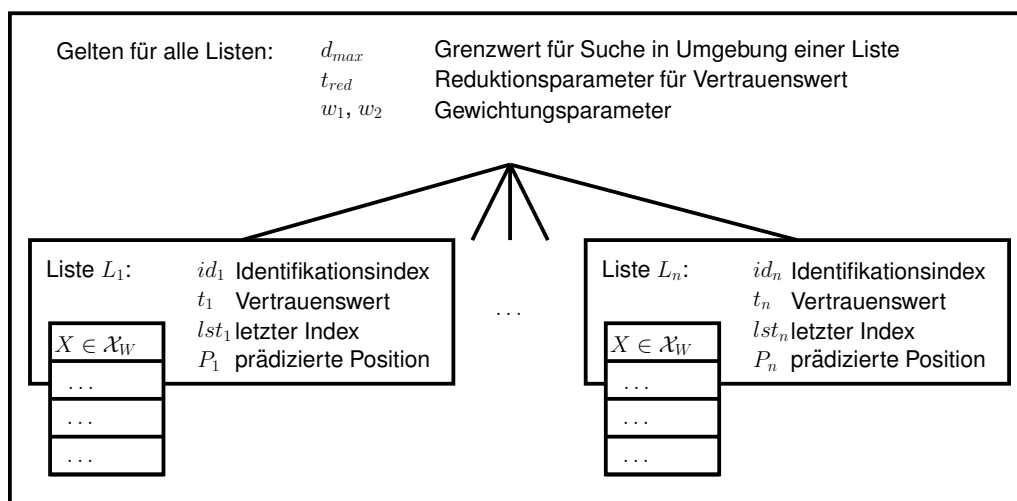 Gelten für alle Listen: d_max Grenzwert für Suche in Umgebung einer Liste
t_red Reduktionsparameter für Vertrauenswert
w_1, w_2 Gewichtungsparameter
Liste L_1: id_1 Identifikationsindex
t_1 Vertrauenswert
lst_1 letzter Index
P_1 prädizierte Position
X ∈ 𝒳_W
...
...
...
...
Liste L_n: id_n Identifikationsindex
t_n Vertrauenswert
lst_n letzter Index
P_n prädizierte Position
X ∈ 𝒳_W
...
...
...